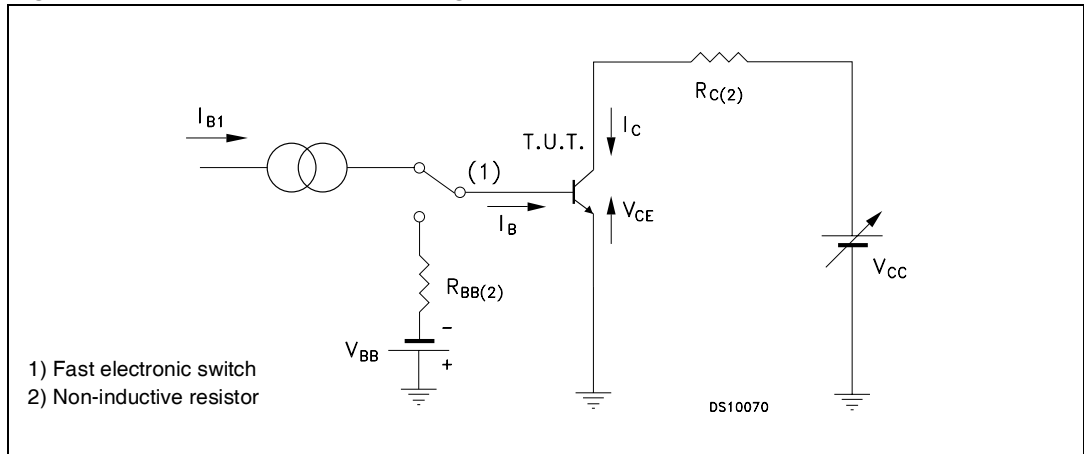 I_B1
R_C(2)
I_C
T.U.T.
(1)
I_B
V_CE
R_BB(2)
V_CC
−
V_BB
+
1) Fast electronic switch
2) Non-inductive resistor
DS10070